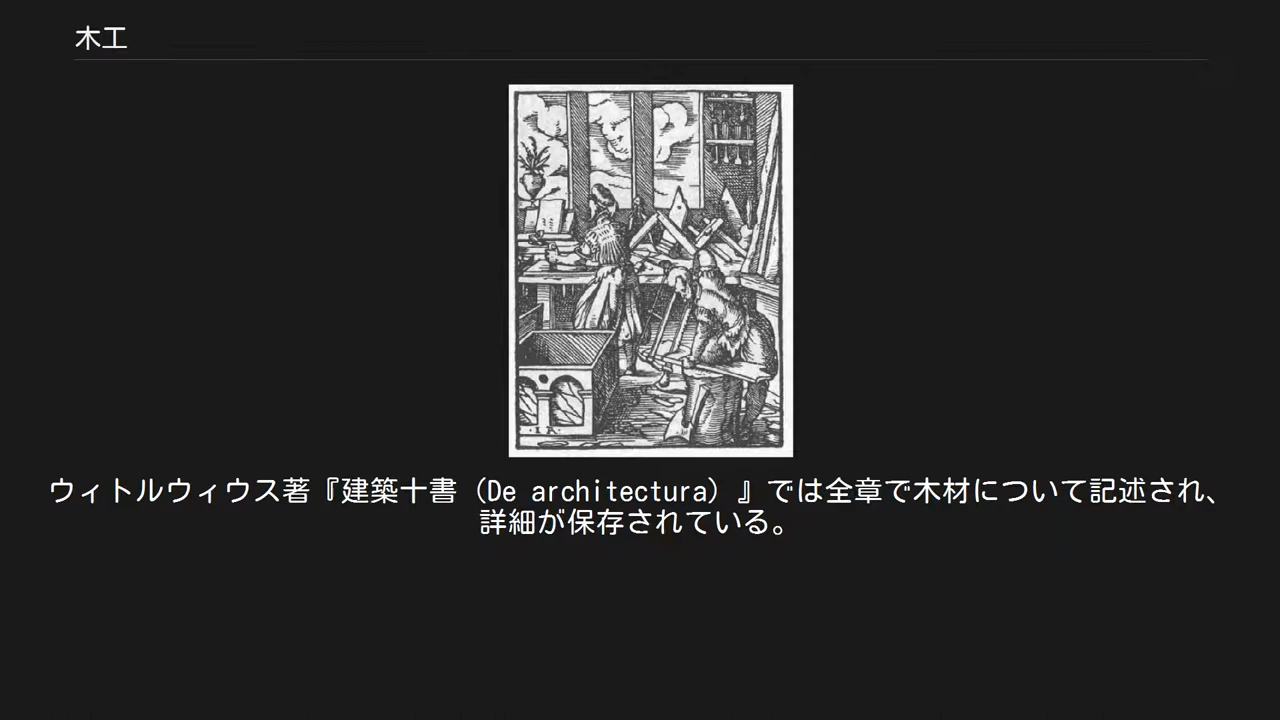 木工
ウィトルウィウス著『建築十書（De architectura）』では全章で木材について記述され、
詳細が保存されている。